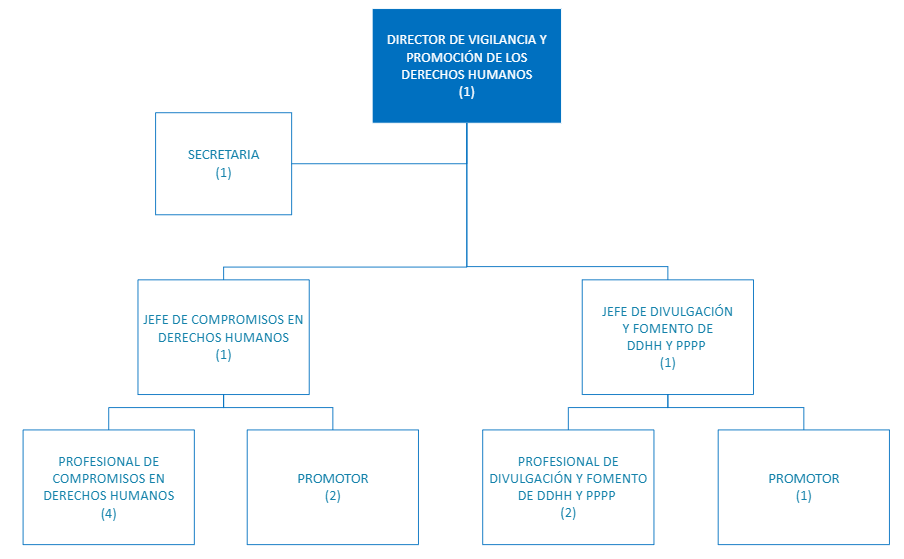 DIRECTOR DE VIGILANCIA Y
PROMOCIÓN DE LOS
DERECHOS HUMANOS
(1)
SECRETARIA
(1)
JEFE DE COMPROMISOS EN
DERECHOS HUMANOS
(1)
JEFE DE DIVULGACIÓN
Y FOMENTO DE
DDHH Y PPPP
(1)
PROFESIONAL DE
COMPROMISOS EN
DERECHOS HUMANOS
(4)
PROMOTOR
(2)
PROFESIONAL DE
DIVULGACIÓN Y FOMENTO
DE DDHH Y PPPP
(2)
PROMOTOR
(1)